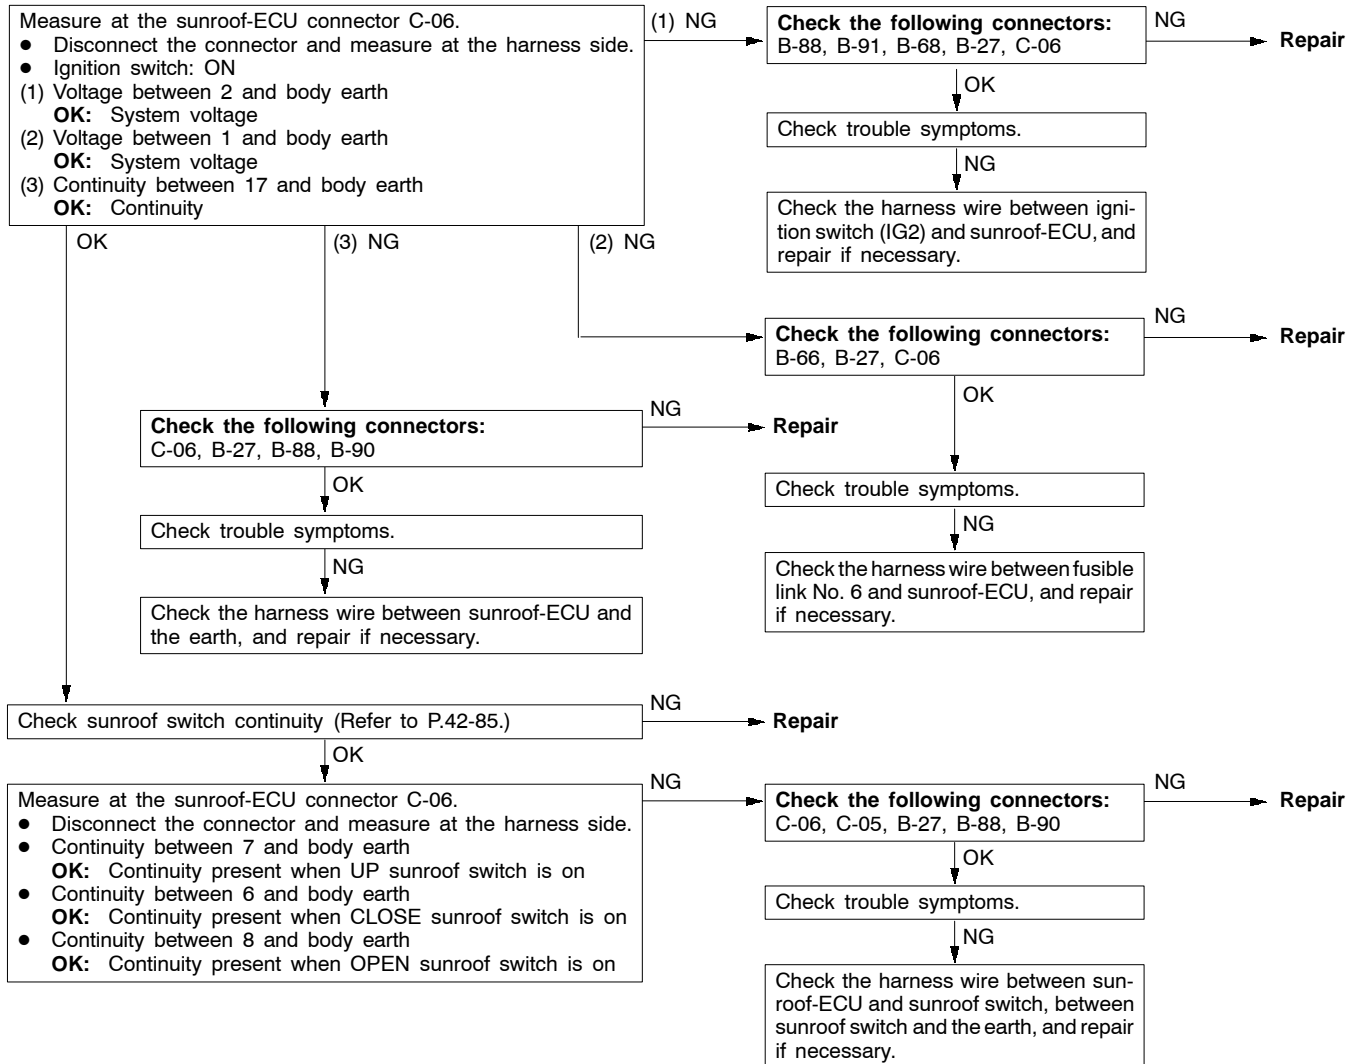 Measure at the sunroof-ECU connector C-06.
● Disconnect the connector and measure at the harness side.
● Ignition switch: ON
(1) Voltage between 2 and body earth
OK: System voltage
(2) Voltage between 1 and body earth
OK: System voltage
(3) Continuity between 17 and body earth
OK: Continuity
(1) NG
Check the following connectors:
B-88, B-91, B-68, B-27, C-06
NG
Repair
OK
Check trouble symptoms.
NG
Check the harness wire between igni-
tion switch (IG2) and sunroof-ECU, and
repair if necessary.
OK
(3) NG
(2) NG
Check the following connectors:
B-66, B-27, C-06
NG
Repair
OK
Check trouble symptoms.
NG
Check the harness wire between fusible
link No. 6 and sunroof-ECU, and repair
if necessary.
Check the following connectors:
C-06, B-27, B-88, B-90
NG
Repair
OK
Check trouble symptoms.
NG
Check the harness wire between sunroof-ECU and
the earth, and repair if necessary.
Check sunroof switch continuity (Refer to P.42-85.)
NG
Repair
OK
Measure at the sunroof-ECU connector C-06.
● Disconnect the connector and measure at the harness side.
● Continuity between 7 and body earth
OK: Continuity present when UP sunroof switch is on
● Continuity between 6 and body earth
OK: Continuity present when CLOSE sunroof switch is on
● Continuity between 8 and body earth
OK: Continuity present when OPEN sunroof switch is on
NG
Check the following connectors:
C-06, C-05, B-27, B-88, B-90
NG
Repair
OK
Check trouble symptoms.
NG
Check the harness wire between sun-
roof-ECU and sunroof switch, between
sunroof switch and the earth, and repair
if necessary.